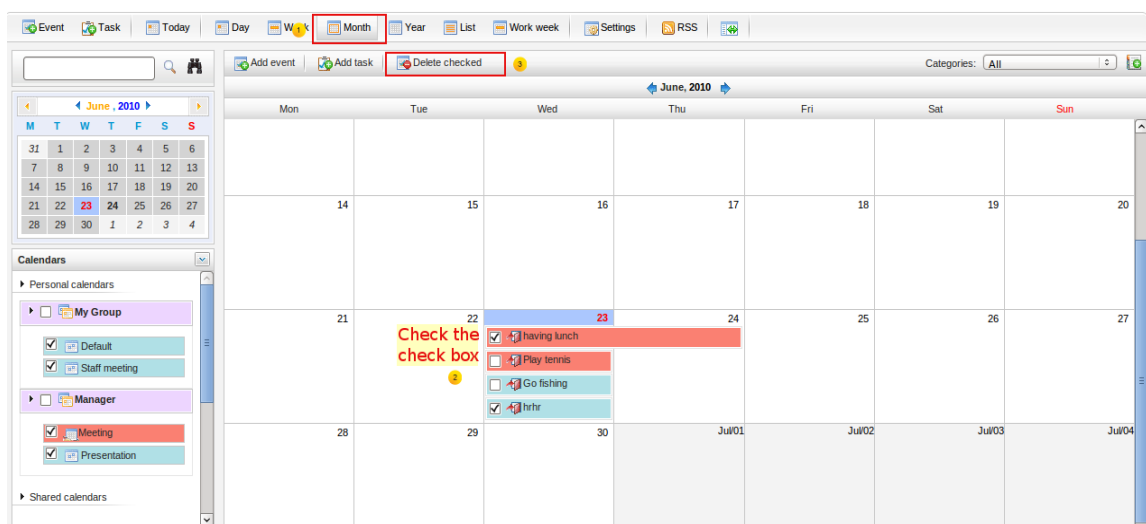 Event Task Today Day W k Month Year List Work week Settings RSS
1
Add event Add task Delete checked 3 Categories: All
June, 2010
Mon Tue Wed Thu Fri Sat Sun
June , 2010
M T W T F S S
31 1 2 3 4 5 6
7 8 9 10 11 12 13
14 15 16 17 18 19 20
21 22 23 24 25 26 27
28 29 30 1 2 3 4
Calendars
Personal calendars
My Group
Default
Staff meeting
Manager
Meeting
Presentation
Shared calendars
14 15 16 17 18 19 20
21 22 23 24 25 26 27
Check the
check box
2
having lunch
Play tennis
Go fishing
hrhr
28 29 30 Jul/01 Jul/02 Jul/03 Jul/04